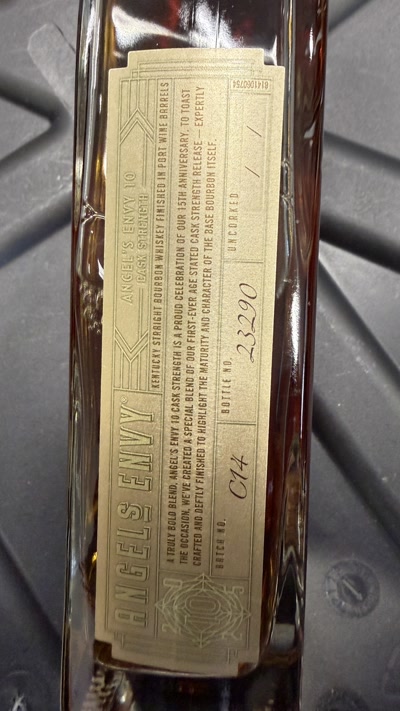 ANGEL'S ENVY®
ANGEL'S ENVY 10
CASK STRENGTH
KENTUCKY STRAIGHT BOURBON WHISKEY FINISHED IN PORT WINE BARRELS
A TRULY BOLD BLEND, ANGEL'S ENVY 10 CASK STRENGTH IS A PROUD CELEBRATION OF OUR 15TH ANNIVERSARY. TO TOAST
THE OCCASION, WE'VE CREATED A SPECIAL BLEND OF OUR FIRST-EVER AGE STATED CASK STRENGTH RELEASE — EXPERTLY
CRAFTED AND DEFTLY FINISHED TO HIGHLIGHT THE MATURITY AND CHARACTER OF THE BASE BOURBON ITSELF.
20 10 25
BATCH NO. C14 BOTTLE NO. 23290 UNCORKED / /